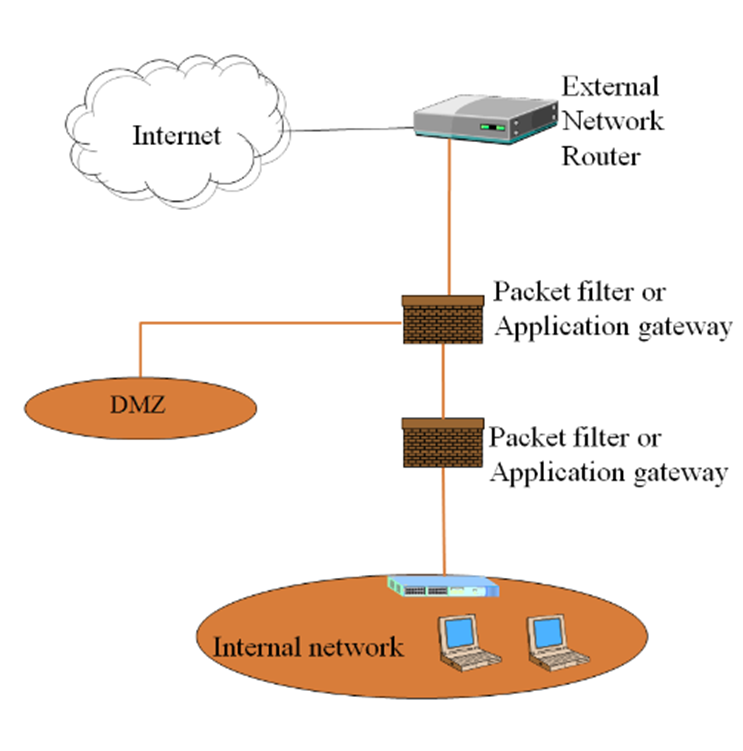 Internet
External
Network
Router
Packet filter or
Application gateway
DMZ
Packet filter or
Application gateway
Internal network